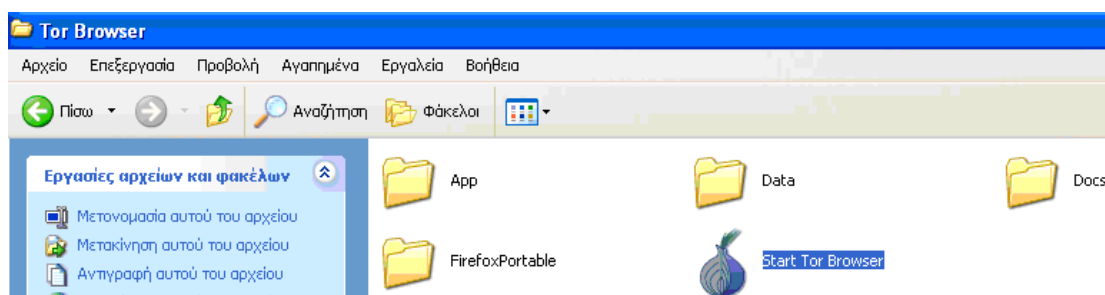 Tor Browser
Αρχείο Επεξεργασία Προβολή Αγαπημένα Εργαλεία Βοήθεια
Πίσω Αναζήτηση Φάκελοι
Εργασίες αρχείων και φακέλων
Μετονομασία αυτού του αρχείου
Μετακίνηση αυτού του αρχείου
Αντιγραφή αυτού του αρχείου
App Data Docs
FirefoxPortable Start Tor Browser